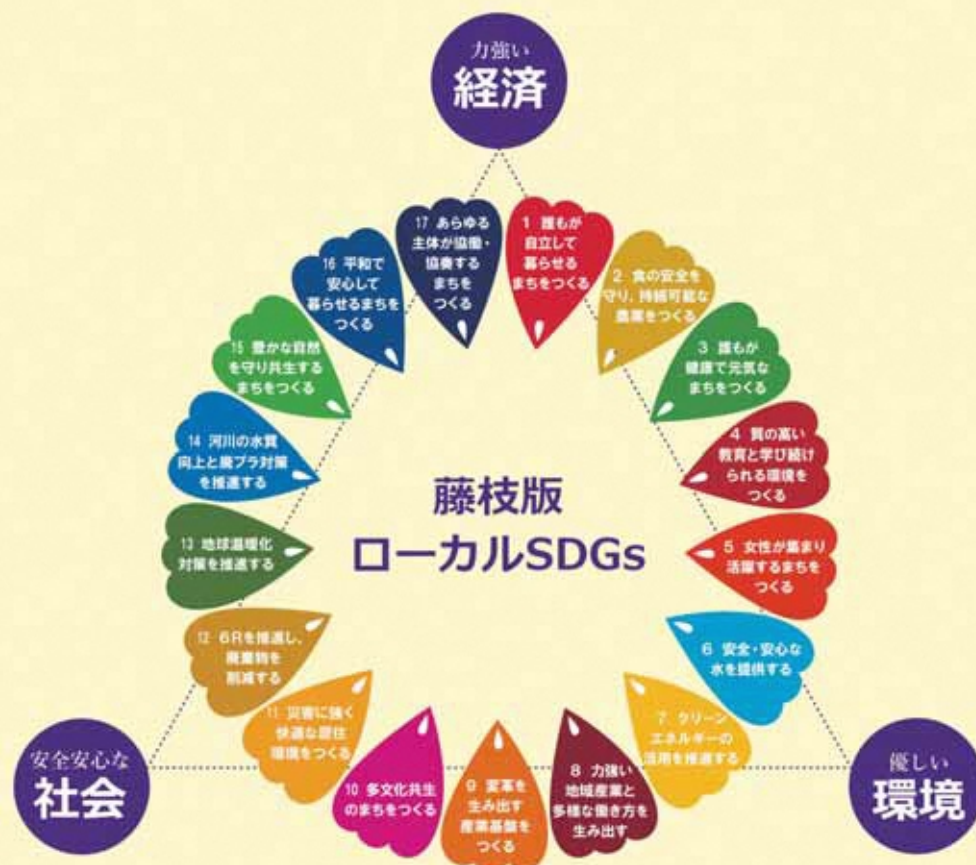 力強い
経済
1 誰もが
自立して
暮らせる
まちをつくる
2 食の安全を
守り、持続可能な
農業をつくる
3 誰もが
健康で元気な
まちをつくる
4 質の高い
教育と学び続け
られる環境を
つくる
5 女性が集まり
活躍するまちを
つくる
6 安全・安心な
水を提供する
7 クリーン
エネルギーの
活用を推進する
8 力強い
地域産業と
多様な働き方を
生み出す
9 変革を
生み出す
産業基盤を
つくる
10 多文化共生
のまちをつくる
11 災害に強く
快適な居住
環境をつくる
12 6Rを推進し、
廃棄物を
削減する
13 地球温暖化
対策を推進する
14 河川の水質
向上と廃プラ対策
を推進する
15 豊かな自然
を守り共生する
まちをつくる
16 平和で
安心して
暮らせるまちを
つくる
17 あらゆる
主体が協働・
協奏する
まちを
つくる
藤枝版
ローカルSDGs
安全安心な
社会
優しい
環境